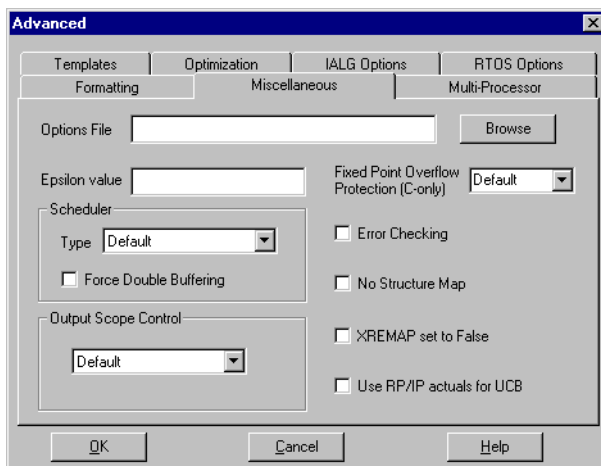 Advanced
Templates Optimization IALG Options RTOS Options
Formatting Miscellaneous Multi-Processor
Options File Browse
Epsilon value
Fixed Point Overflow
Protection (C-only)
Default
Scheduler
Type Default
Force Double Buffering
Error Checking
No Structure Map
Output Scope Control
Default
XREMAP set to False
Use RP/IP actuals for UCB
OK Cancel Help